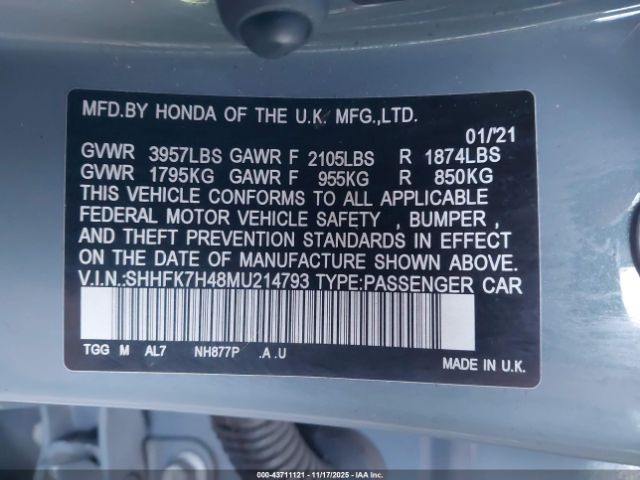 MFD.BY HONDA OF THE U.K. MFG.,LTD.
01/'21
GVWR 3957LBS GAWR F 2105LBS R 1874LBS
GVWR 1795KG GAWR F 955KG R 850KG
THIS VEHICLE CONFORMS TO ALL APPLICABLE
FEDERAL MOTOR VEHICLE SAFETY , BUMPER ,
AND THEFT PREVENTION STANDARDS IN EFFECT
ON THE DATE OF MANUFACTURE SHOWN ABOVE.
V.I.N:SHHFK7H48MU214793 TYPE:PASSENGER CAR
TGG M AL7 NH877P .A .U
MADE IN U.K.
000-43711121 - 11/17/2025 - IAAI.com